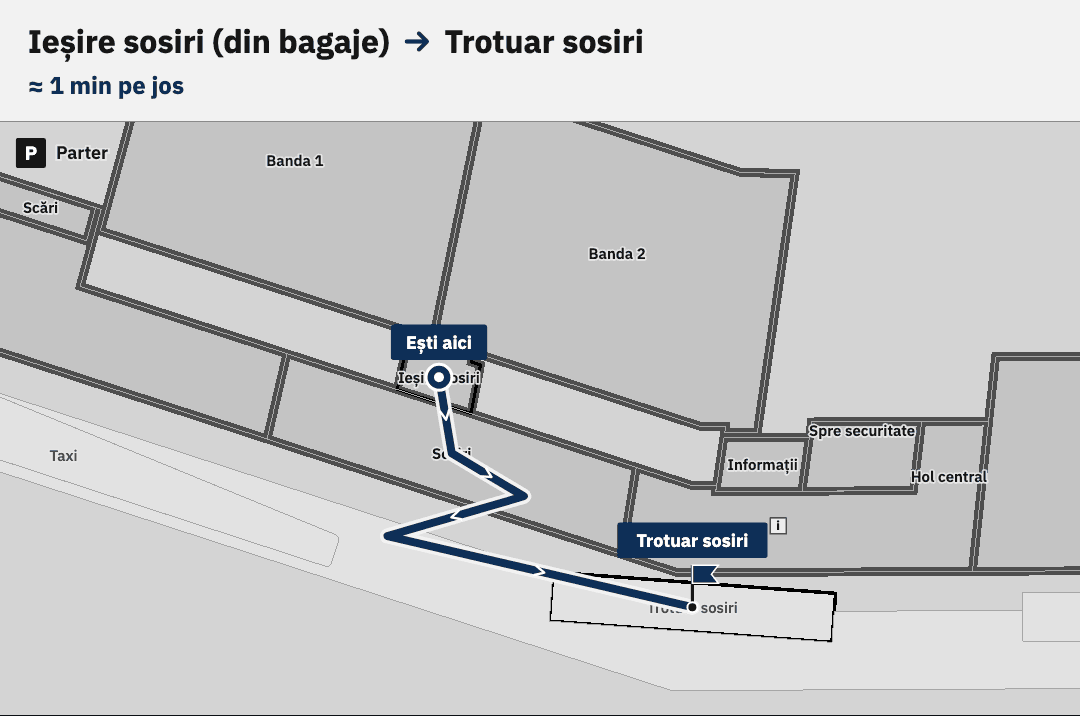 Ieșire sosiri (din bagaje) → Trotuar sosiri
≈ 1 min pe jos
P Parter
Banda 1
Scări
Banda 2
Ești aici
Spre securitate
Informații
Hol central
Taxi
i
Trotuar sosiri
sosiri